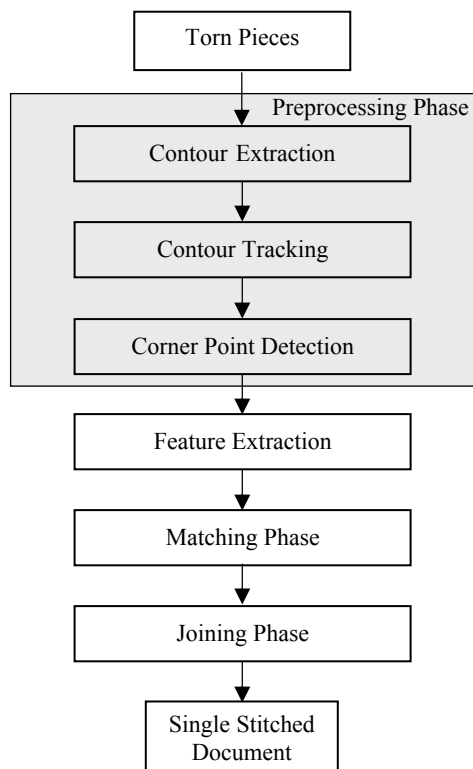 Torn Pieces
Preprocessing Phase
Contour Extraction
Contour Tracking
Corner Point Detection
Feature Extraction
Matching Phase
Joining Phase
Single Stitched
Document